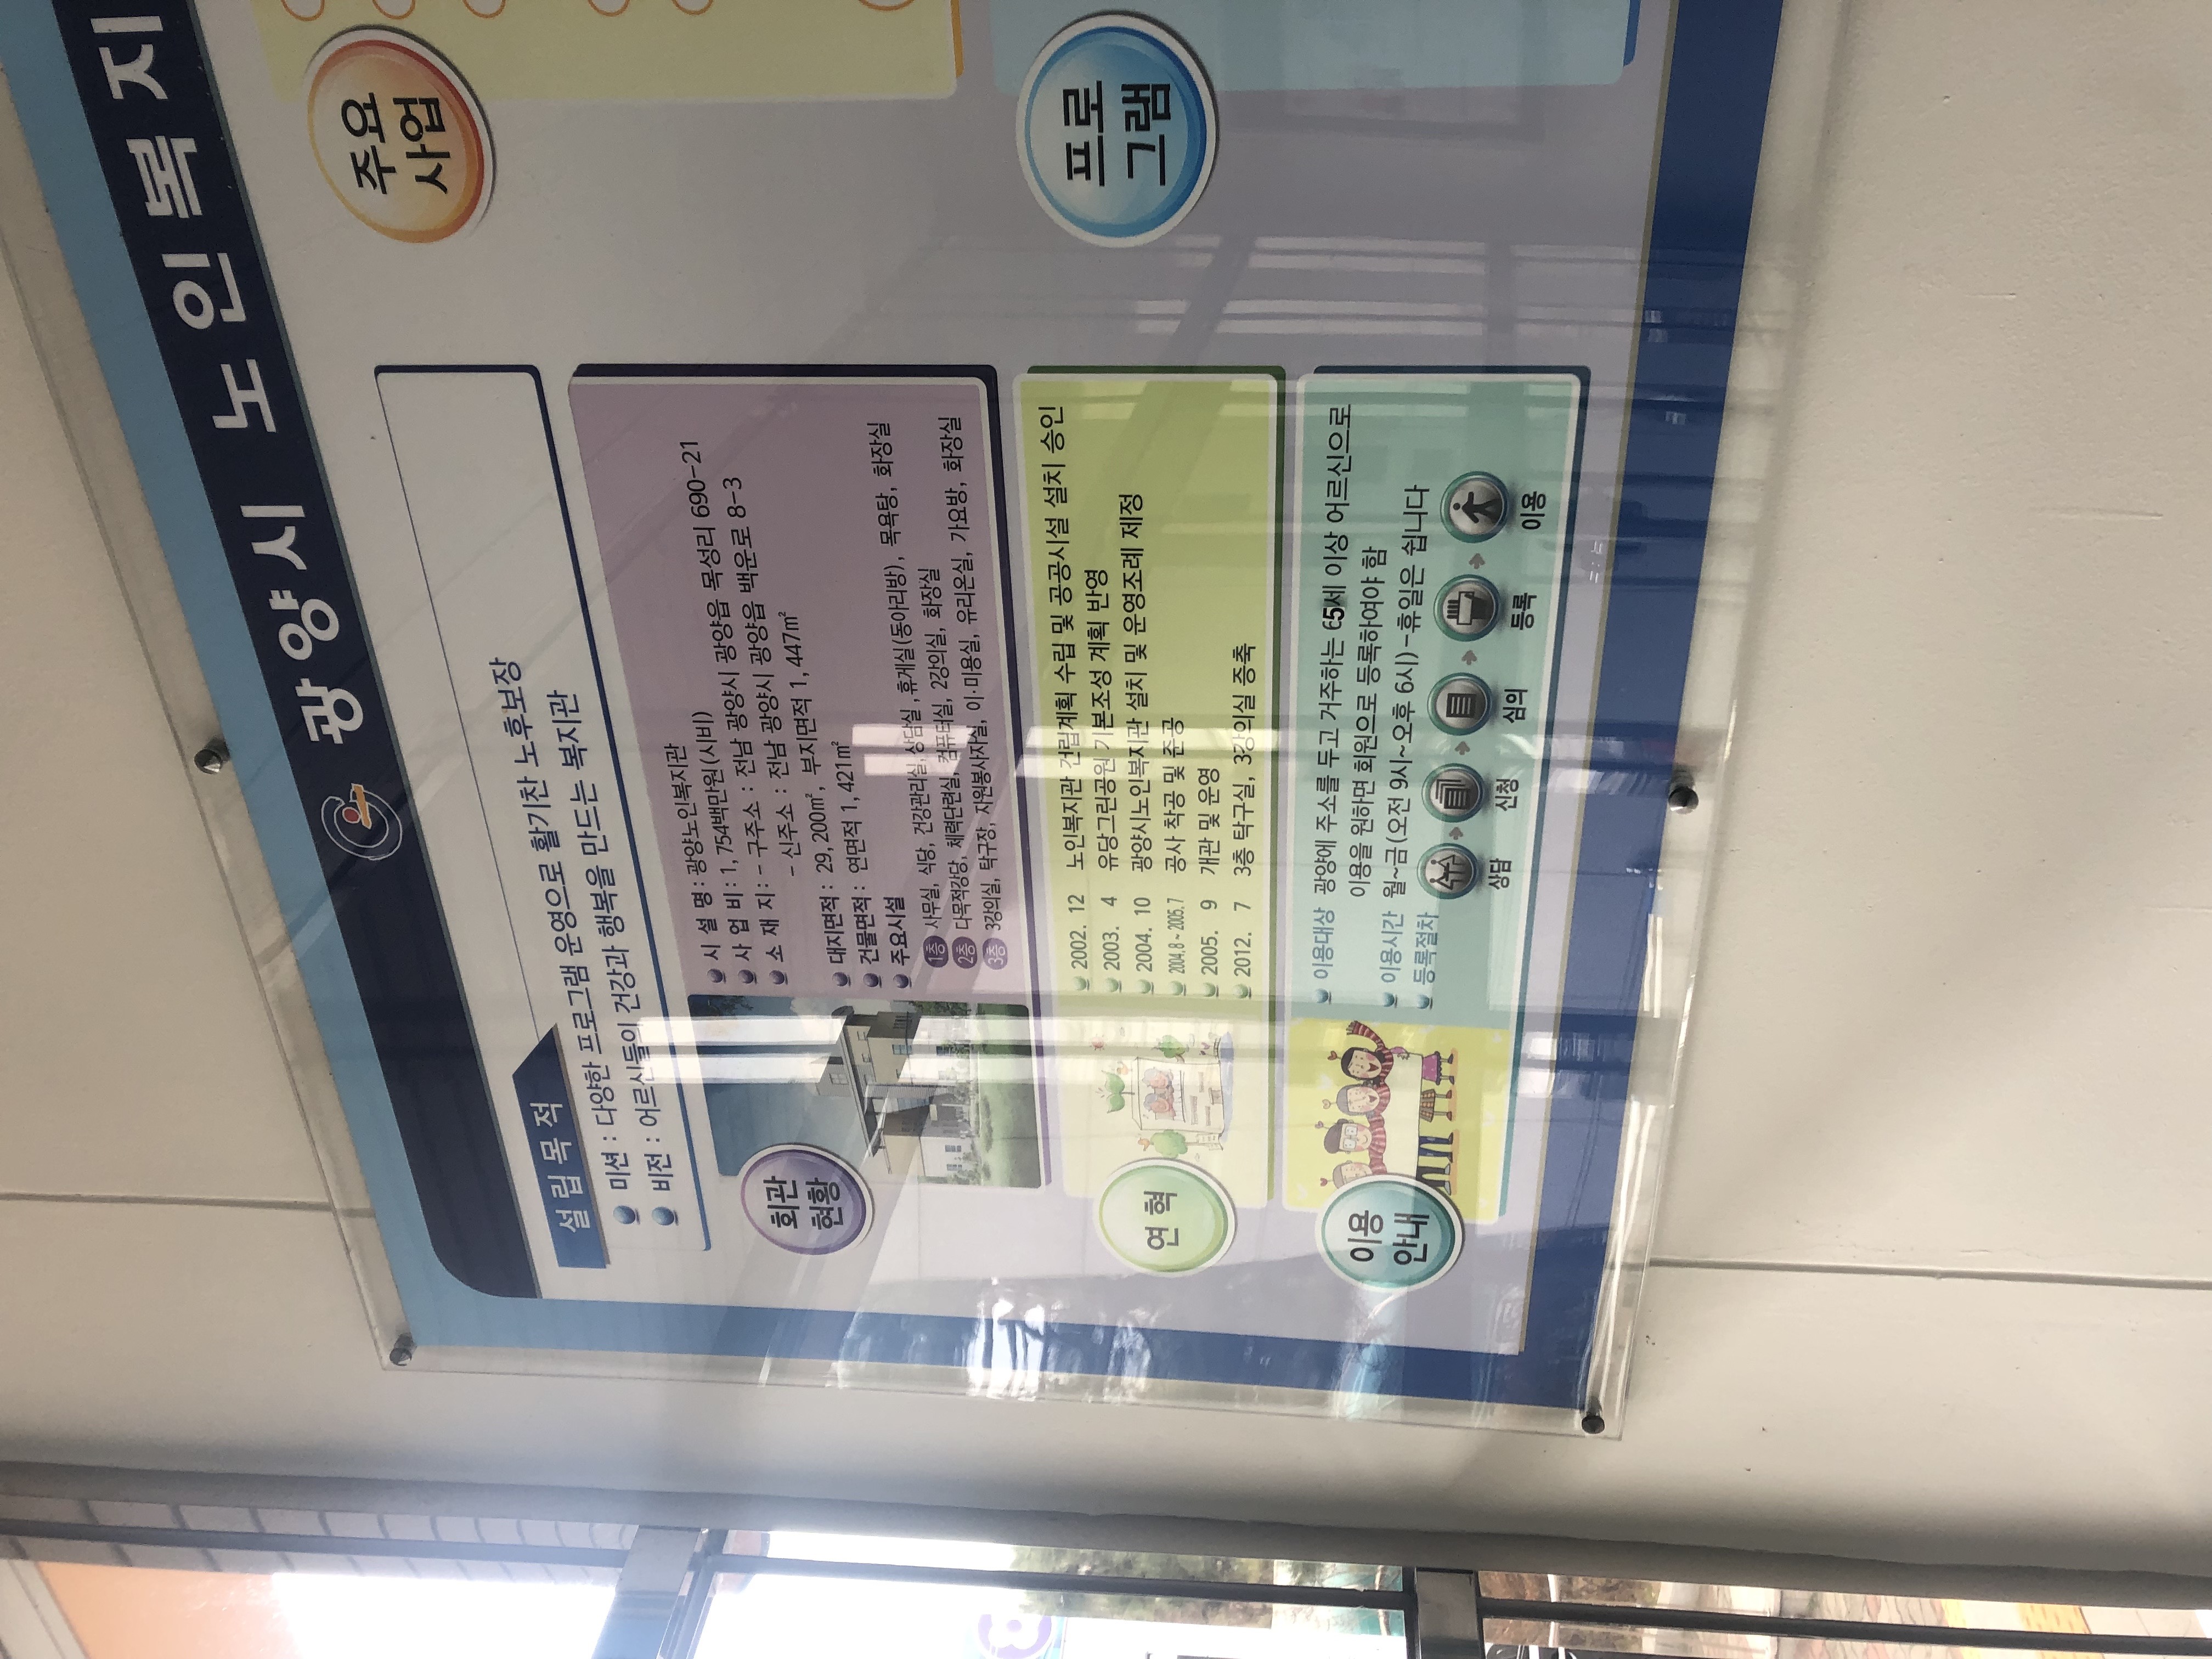 광양시 노인복지
설립목적
미션 : 다양한 프로그램 운영으로 활기찬 노후보장
비전 : 어르신들의 건강과 행복을 만드는 복지관
회관
현황
시 설 명 : 광양노인복지관
사 업 비 : 1,754백만원(시비)
소 재 지 : - 구주소 : 전남 광양시 광양읍 목성리 690-21
- 신주소 : 전남 광양시 광양읍 백운로 8-3
대지면적 : 29,200㎡, 부지면적 1,447㎡
건물면적 : 연면적 1,421㎡
주요시설
1층 사무실, 식당, 건강관리실, 상담실, 휴게실(동아리방), 목욕탕, 화장실
2층 다목적강당, 체력단련실, 컴퓨터실, 2강의실, 화장실
3층 3강의실, 탁구장, 자원봉사자실, 이·미용실, 유리온실, 가요방, 화장실
연 혁
2002. 12 노인복지관 건립계획 수립 및 공공시설 설치 승인
2003. 4 유당그린공원 기본조성 계획 반영
2004. 10 광양시노인복지관 설치 및 운영조례 제정
2004.8 ~ 2005.7 공사 착공 및 준공
2005. 9 개관 및 운영
2012. 7 3층 탁구실, 3강의실 증축
이용
안내
이용대상 광양에 주소를 두고 거주하는 65세 이상 어르신으로
이용을 원하면 회원으로 등록하여야 함
이용시간 월~금(오전 9시~오후 6시)-휴일은 쉽니다
등록절차
상담 신청 심의 등록 이용
주요
사업
프로
그램